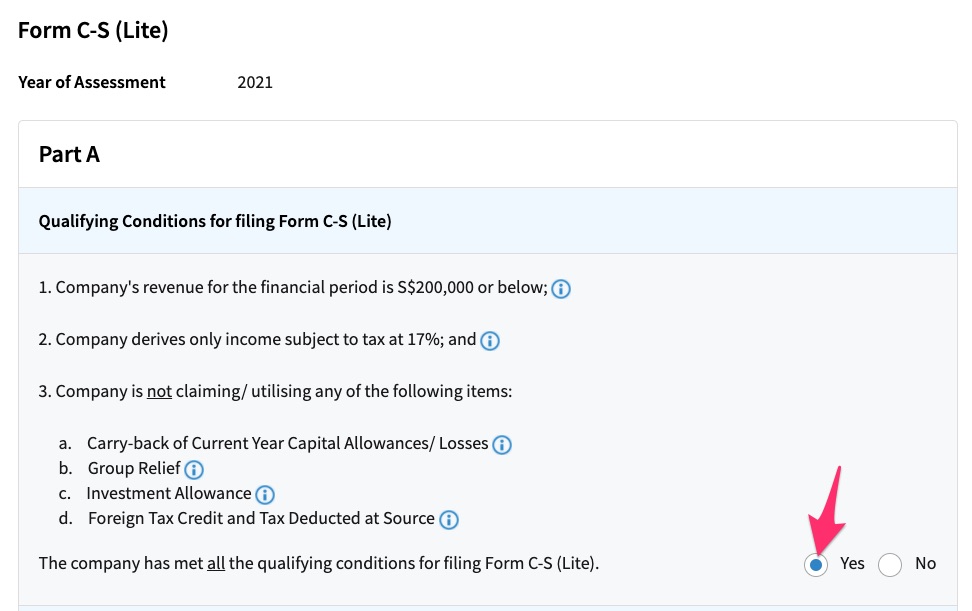 Form C-S (Lite)
Year of Assessment 2021
Part A
Qualifying Conditions for filing Form C-S (Lite)
1. Company's revenue for the financial period is S$200,000 or below;
2. Company derives only income subject to tax at 17%; and
3. Company is not claiming/ utilising any of the following items:
a. Carry-back of Current Year Capital Allowances/ Losses
b. Group Relief
c. Investment Allowance
d. Foreign Tax Credit and Tax Deducted at Source
The company has met all the qualifying conditions for filing Form C-S (Lite). Yes No